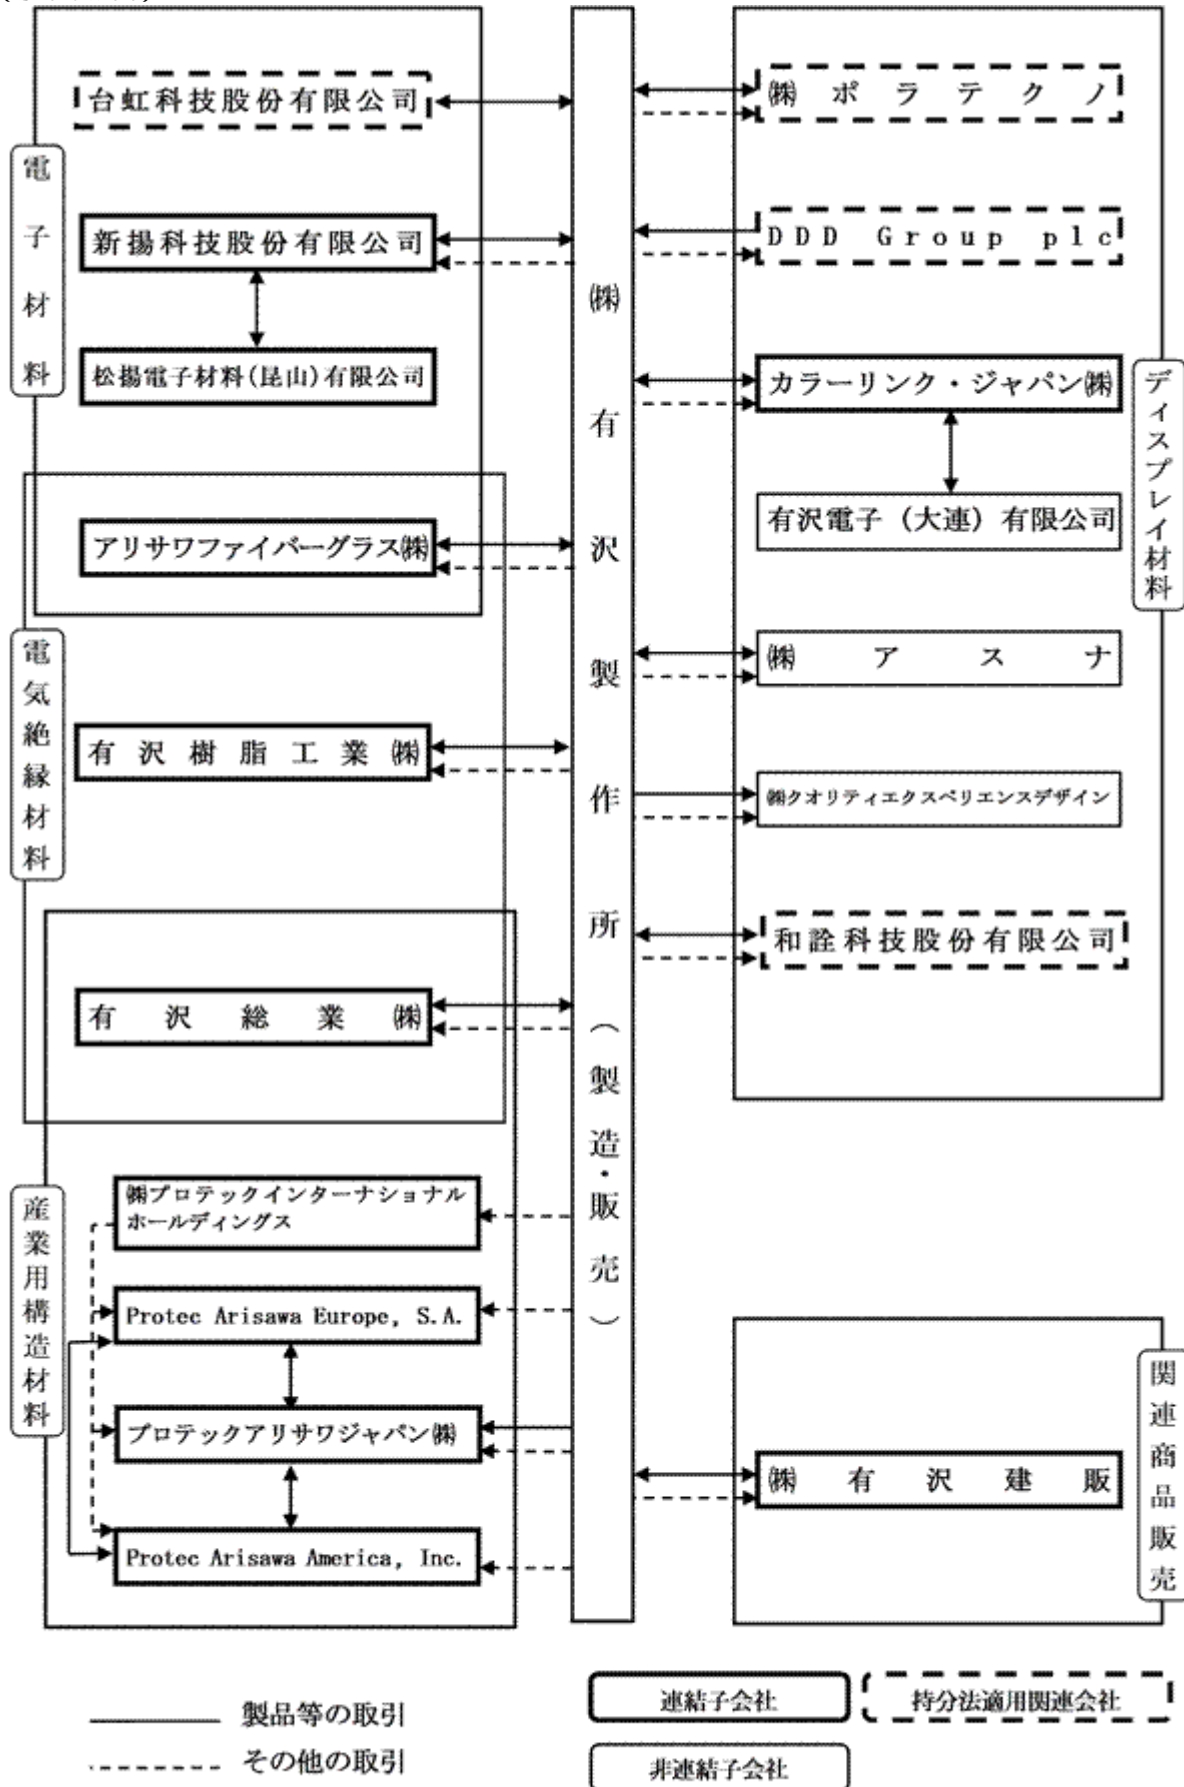 電子材料
台虹科技股份有限公司
新揚科技股份有限公司
松揚電子材料(昆山)有限公司
アリサワファイバーグラス㈱
電気絶縁材料
有沢樹脂工業㈱
有沢総業㈱
産業用構造材料
㈱プロテックインターナショナル
ホールディングス
Protec Arisawa Europe, S.A.
プロテックアリサワジャパン㈱
Protec Arisawa America, Inc.
㈱有沢製作所(製造・販売)
㈱ポラテクノ
DDD Group plc
カラーリンク・ジャパン㈱
有沢電子(大連)有限公司
㈱アスナ
㈱クオリティエクスペリエンスデザイン
和詮科技股份有限公司
ディスプレイ材料
㈱有沢建販
関連商品販売
製品等の取引
その他の取引
連結子会社
持分法適用関連会社
非連結子会社